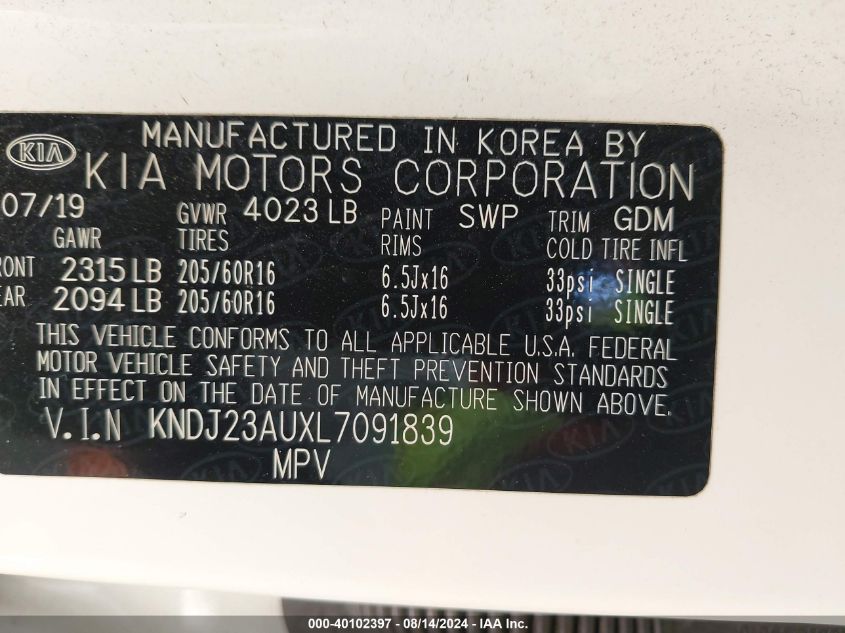 MANUFACTURED IN KOREA BY
KIA KIA MOTORS CORPORATION
07/19 GVWR 4023 LB PAINT SWP TRIM GDM
GAWR TIRES RIMS COLD TIRE INFL
RONT 2315 LB 205/60R16 6.5Jx16 33psi SINGLE
EAR 2094 LB 205/60R16 6.5Jx16 33psi SINGLE
THIS VEHICLE CONFORMS TO ALL APPLICABLE U.S.A. FEDERAL
MOTOR VEHICLE SAFETY AND THEFT PREVENTION STANDARDS
IN EFFECT ON THE DATE OF MANUFACTURE SHOWN ABOVE.
V.I.N KNDJ23AUXL7091839
MPV
000-40102397 - 08/14/2024 - IAA Inc.